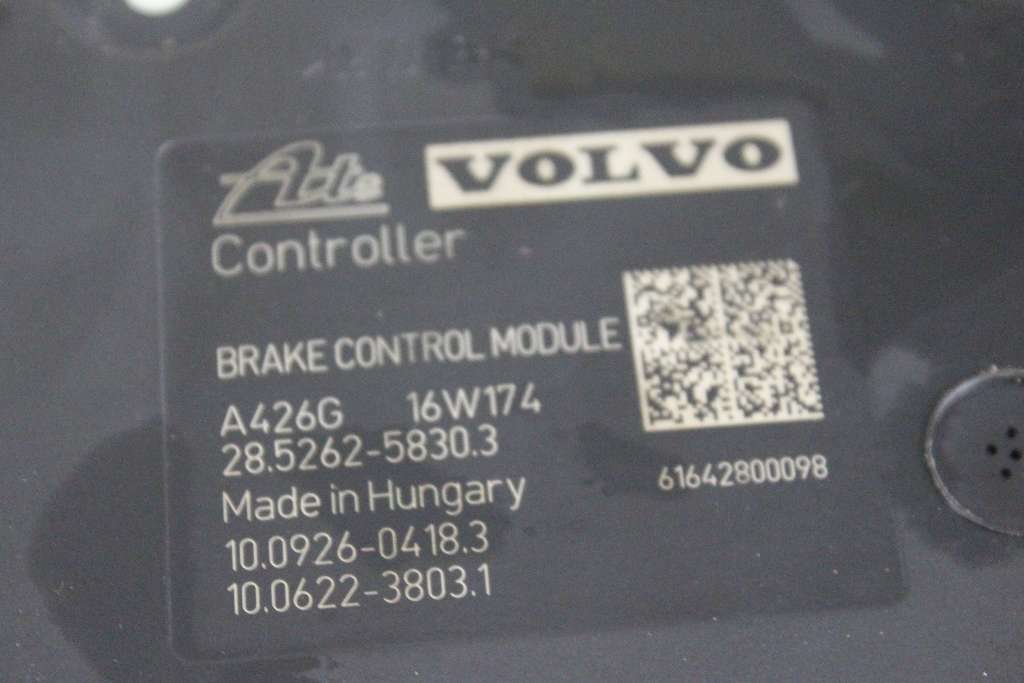 Ate VOLVO
Controller
BRAKE CONTROL MODULE
A426G 16W174
28.5262-5830.3
61642800098
Made in Hungary
10.0926-0418.3
10.0622-3803.1